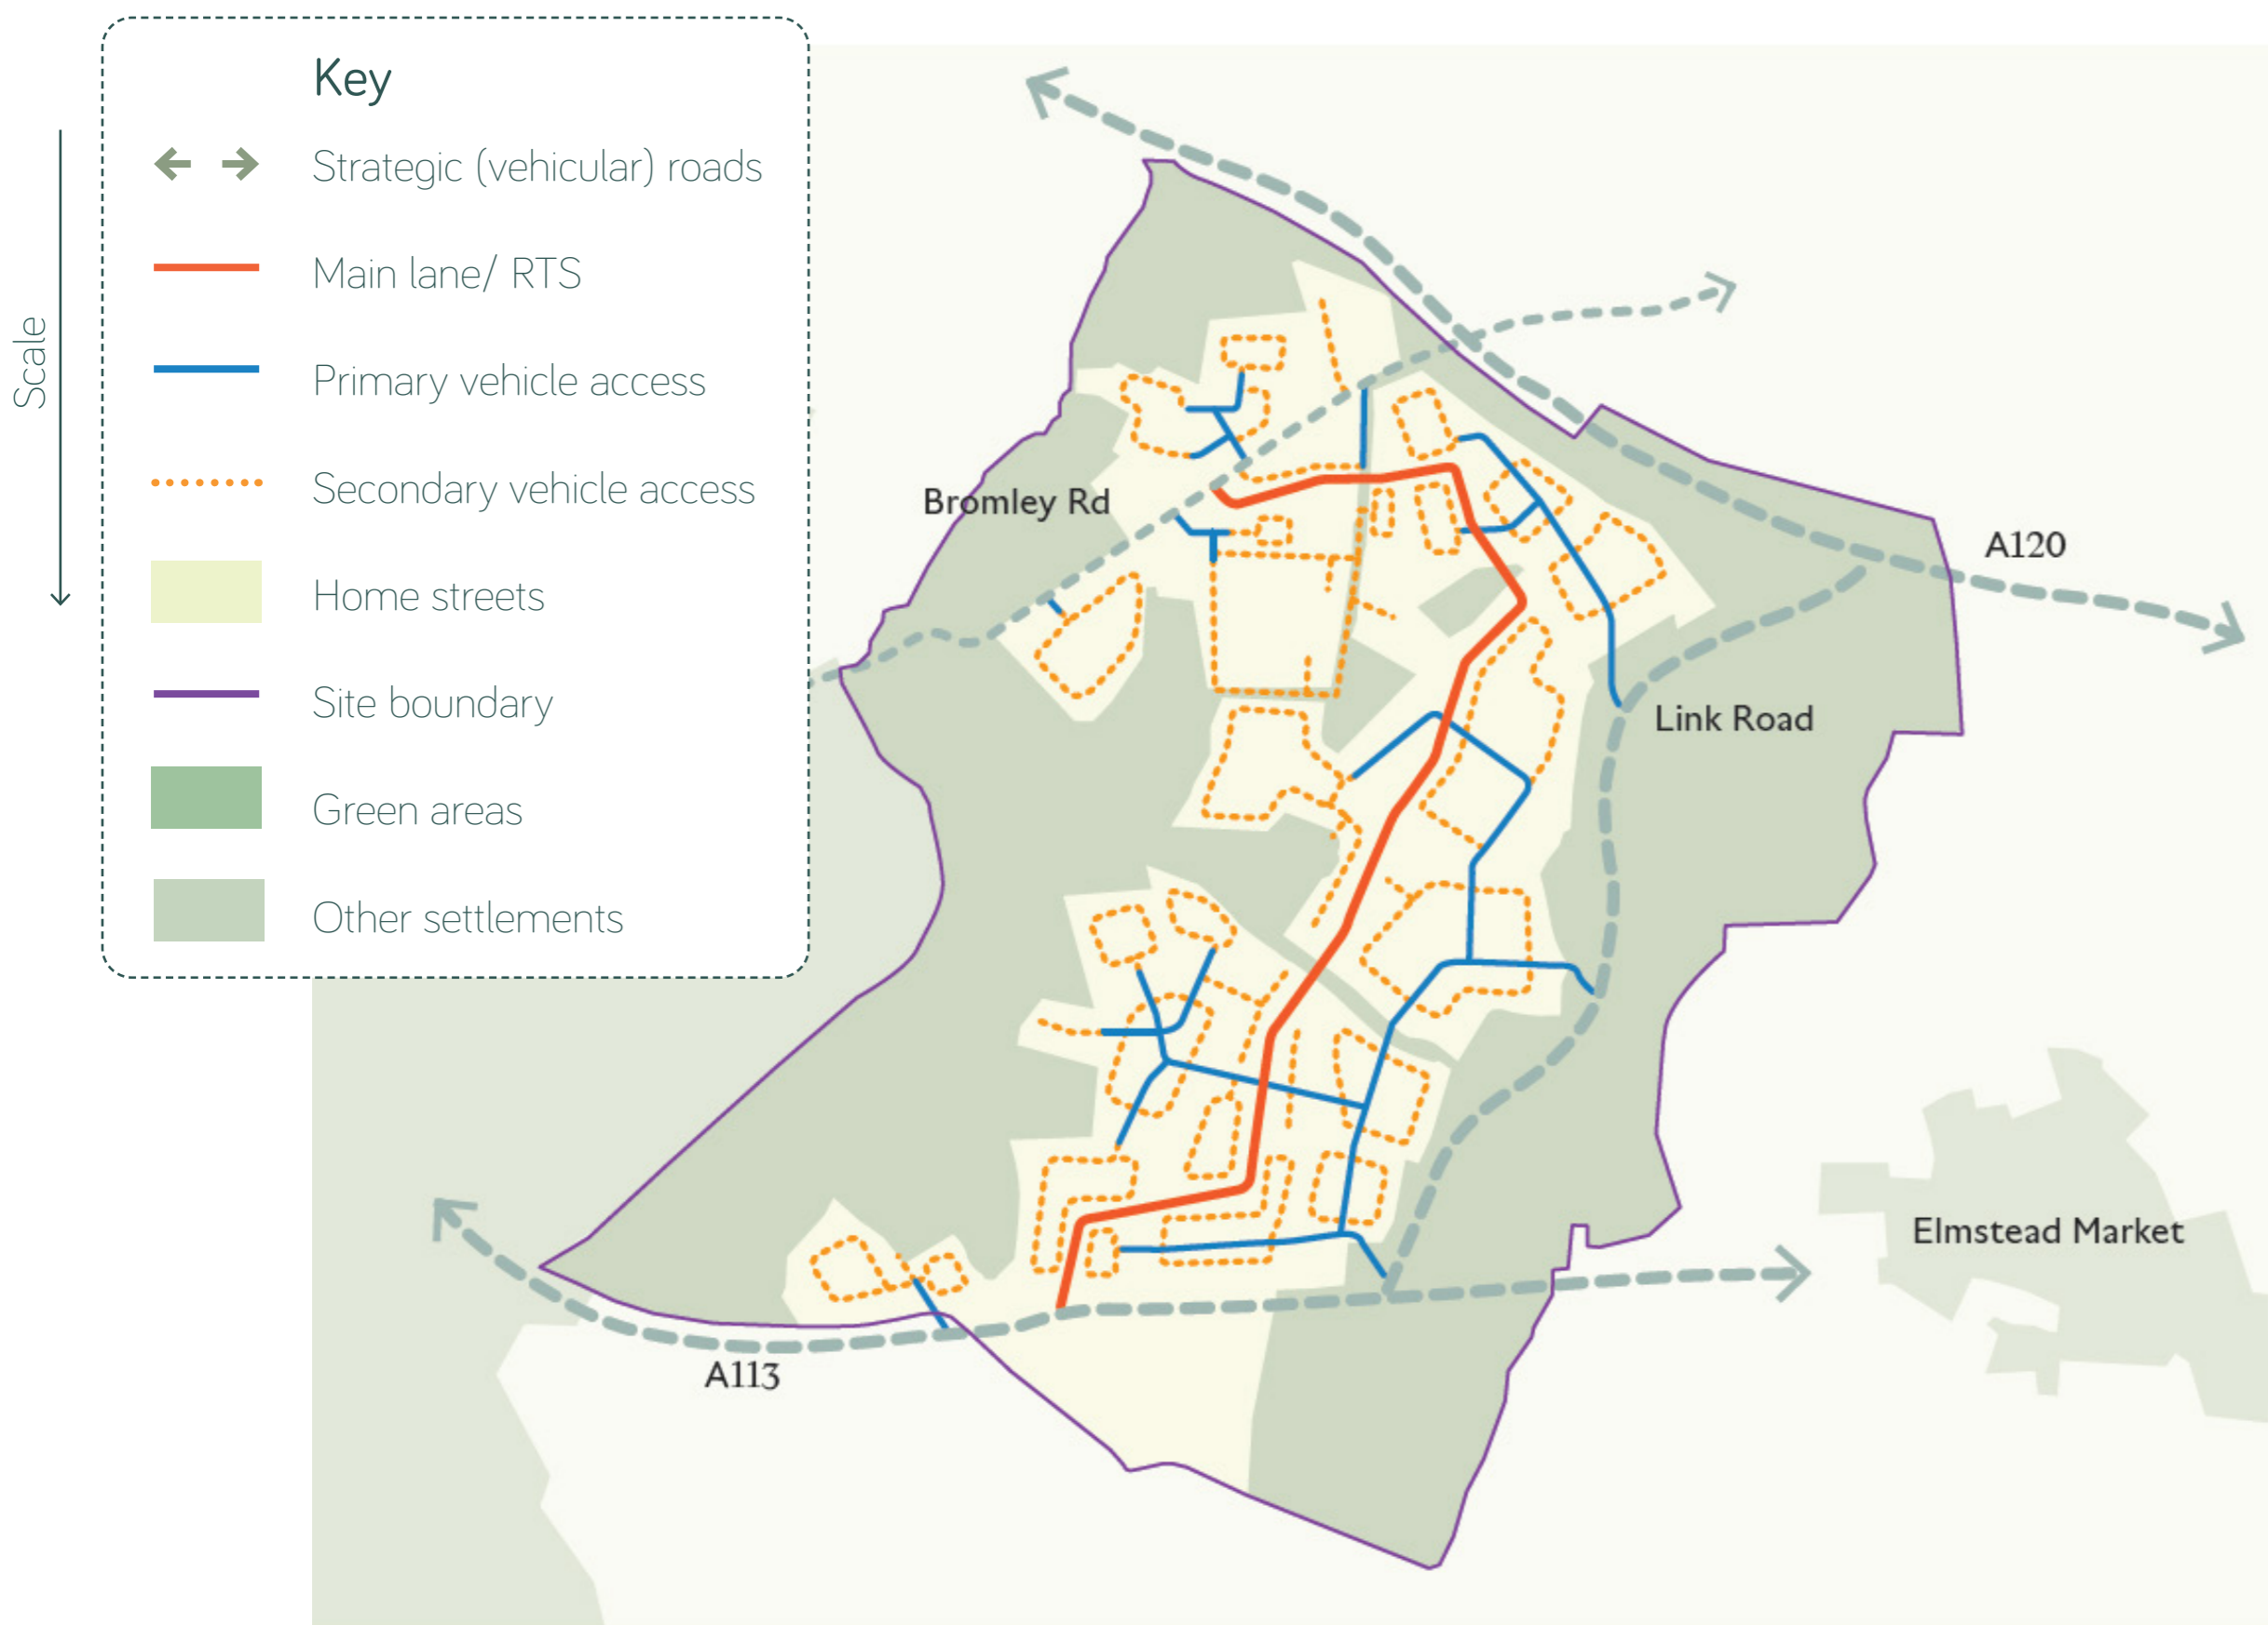 Key
Scale
Strategic (vehicular) roads
Main lane/ RTS
Primary vehicle access
Secondary vehicle access
Home streets
Site boundary
Green areas
Other settlements
Bromley Rd
A120
Link Road
Elmstead Market
A113